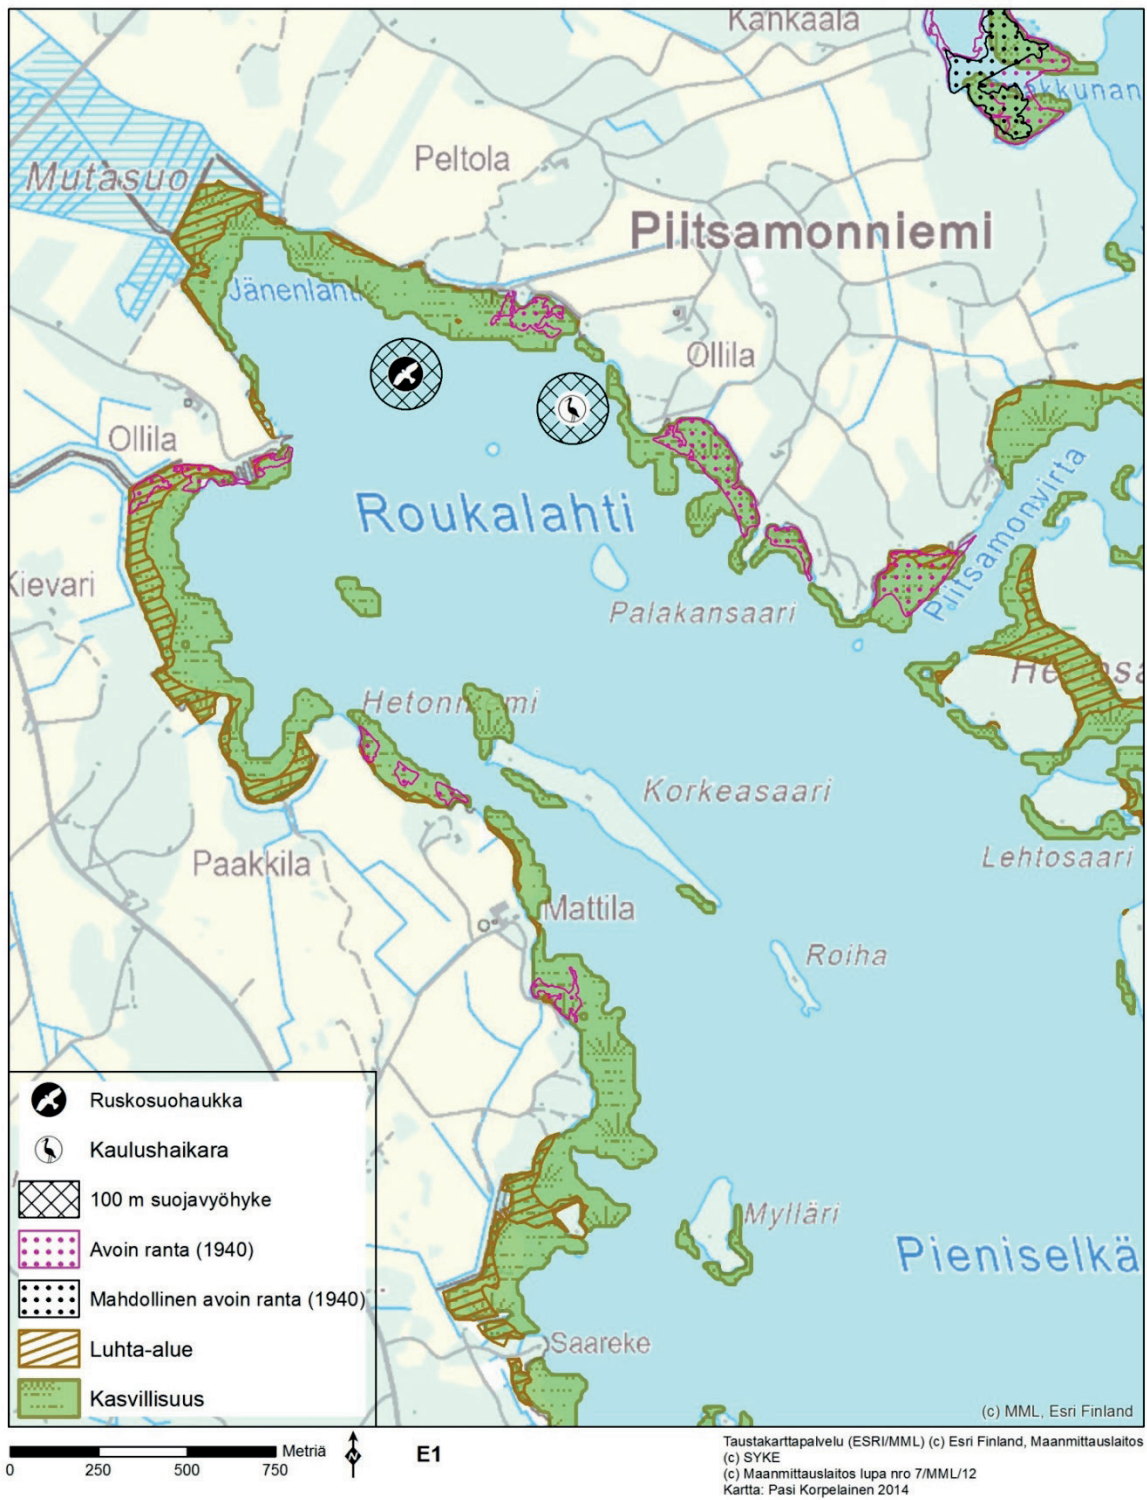 Kankaala
Mutasuo
Peltola
Piitsamonniemi
Jänenlahti
Ollila
Ollila
Roukalahti
Piitsamonvirta
Kievari
Palakansaari
Hetonniemi
Korkeasaari
Paakkila
Lehtosaari
Mattila
Roiha
Mylläri
Pieniselkä
Saareke
Ruskosuohaukka
Kaulushaikara
100 m suojavyöhyke
Avoin ranta (1940)
Mahdollinen avoin ranta (1940)
Luhta-alue
Kasvillisuus
(c) MML, Esri Finland
Metriä
0 250 500 750
N
E1
Taustakarttapalvelu (ESRI/MML) (c) Esri Finland, Maanmittauslaitos
(c) SYKE
(c) Maanmittauslaitos lupa nro 7/MML/12
Kartta: Pasi Korpelainen 2014